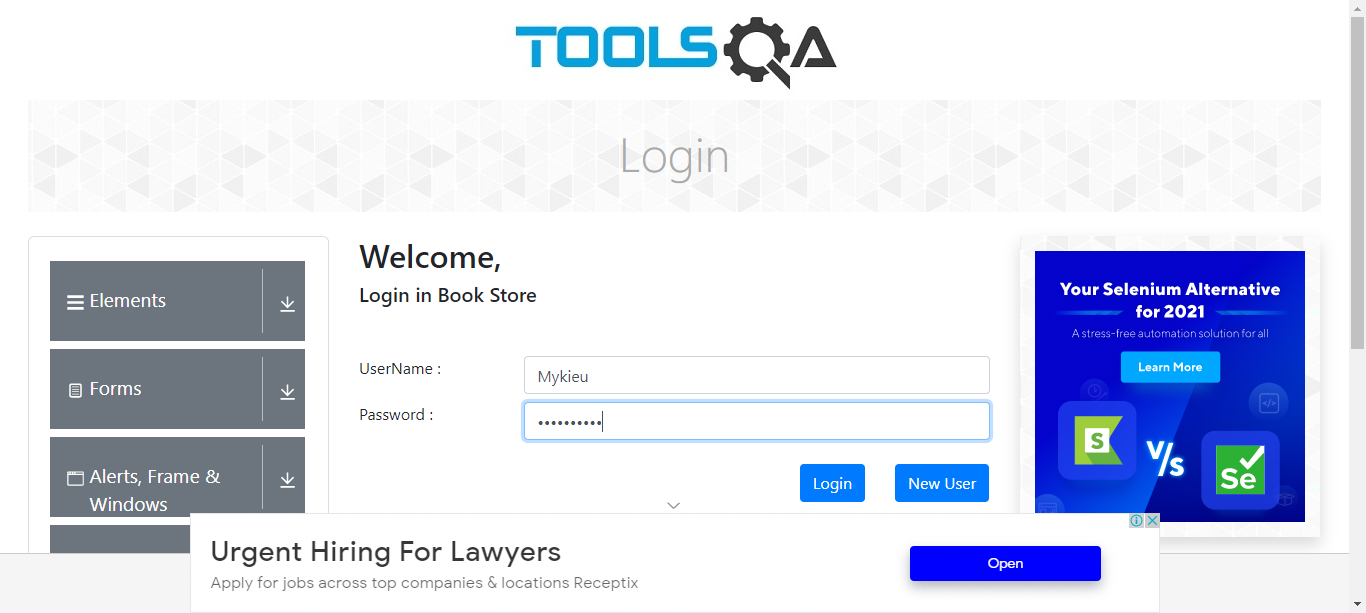 TOOLSQA
Login
Elements
Forms
Alerts, Frame &
Windows
Welcome,
Login in Book Store
UserName :
Mykieu
Password :
••••••••••
Login
New User
Your Selenium Alternative
for 2021
A stress-free automation solution for all
Learn More
S
V/s
Se
Urgent Hiring For Lawyers
Apply for jobs across top companies & locations Receptix
Open